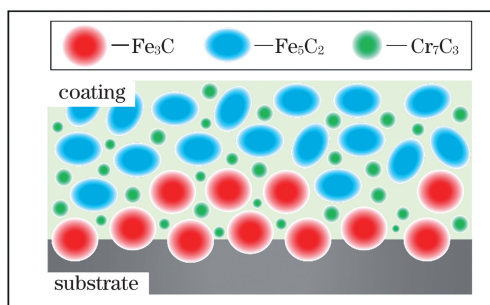 —Fe₃C —Fe₅C₂ —Cr₇C₃
coating
substrate